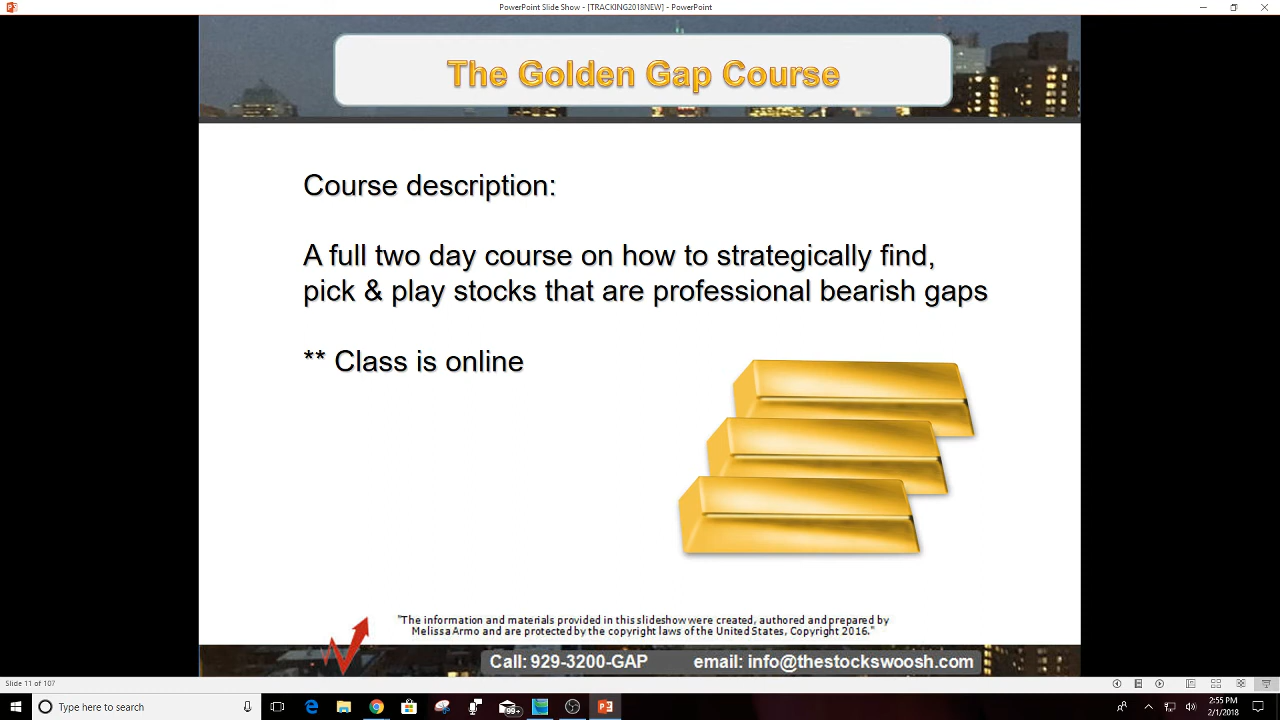 PowerPoint Slide Show - [TRACKING2018NEW] - PowerPoint
The Golden Gap Course
Course description:
A full two day course on how to strategically find,
pick & play stocks that are professional bearish gaps
** Class is online
"The information and materials provided in this slideshow were created, authored and prepared by
Melissa Armo and are protected by the copyright laws of the United States, Copyright 2016."
Call: 929-3200-GAP email: info@thestockswoosh.com
Slide 11 of 107
Type here to search
99+
2:55 PM
2/1/2018